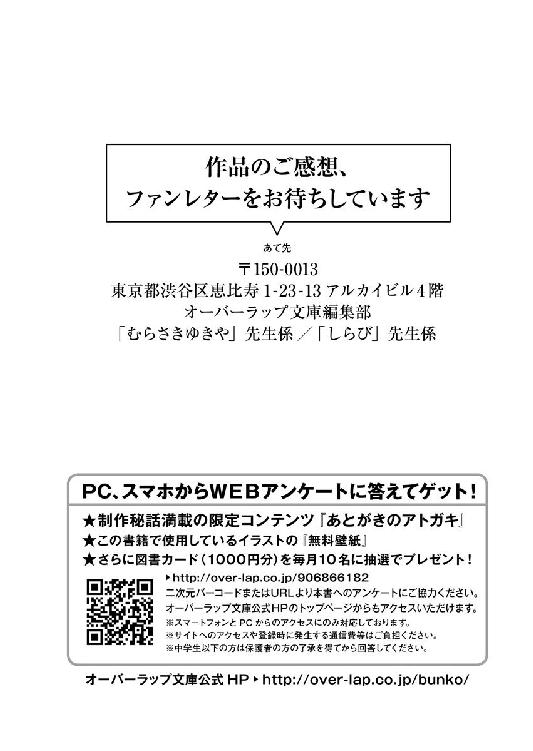 作品のご感想、
ファンレターをお待ちしています
あて先
〒150-0013
東京都渋谷区恵比寿1-23-13 アルカイビル4階
オーバーラップ文庫編集部
「むらさきゆきや」先生係／「しらび」先生係
PC、スマホからWEBアンケートに答えてゲット！
★制作秘話満載の限定コンテンツ『あとがきのアトガキ』
★この書籍で使用しているイラストの『無料壁紙』
★さらに図書カード（1000円分）を毎月10名に抽選でプレゼント！
▶http://over-lap.co.jp/906866182
二次元バーコードまたはURLより本書へのアンケートにご協力ください。
オーバーラップ文庫公式HPのトップページからもアクセスいただけます。
※スマートフォンとPCからのアクセスにのみ対応しております。
※サイトへのアクセスや登録時に発生する通信費等はご負担ください。
※中学生以下の方は保護者の方の了承を得てから回答してください。
オーバーラップ文庫公式HP▶http://over-lap.co.jp/bunko/